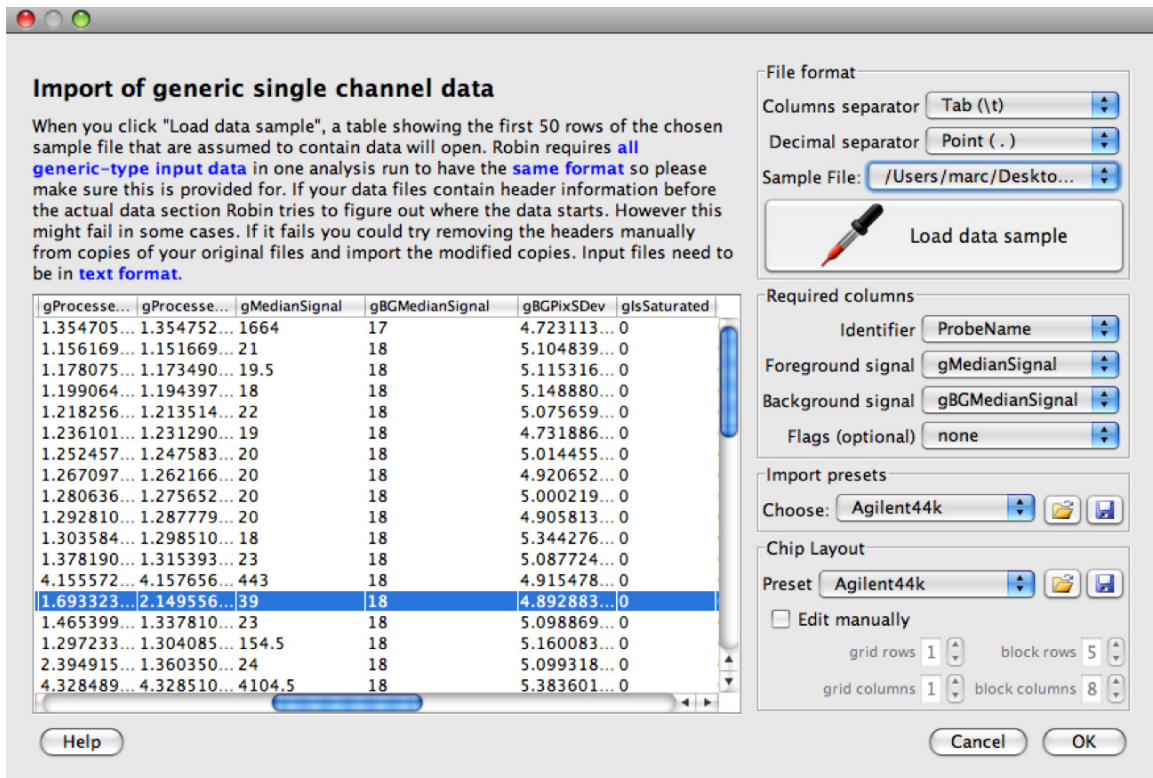 Import of generic single channel data
When you click "Load data sample", a table showing the first 50 rows of the chosen
sample file that are assumed to contain data will open. Robin requires all
generic-type input data in one analysis run to have the same format so please
make sure this is provided for. If your data files contain header information before
the actual data section Robin tries to figure out where the data starts. However this
might fail in some cases. If it fails you could try removing the headers manually
from copies of your original files and import the modified copies. Input files need to
be in text format.
gProcesse... gProcesse... gMedianSignal gBGMedianSignal gBGPixSDev gIsSaturated
1.354705... 1.354752... 1664 17 4.723113... 0
1.156169... 1.151669... 21 18 5.104839... 0
1.178075... 1.173490... 19.5 18 5.115316... 0
1.199064... 1.194397... 18 18 5.148880... 0
1.218256... 1.213514... 22 18 5.075659... 0
1.236101... 1.231290... 19 18 4.731886... 0
1.252457... 1.247583... 20 18 5.014455... 0
1.267097... 1.262166... 20 18 4.920652... 0
1.280636... 1.275652... 20 18 5.000219... 0
1.292810... 1.287779... 20 18 4.905813... 0
1.303584... 1.298510... 18 18 5.344276... 0
1.378190... 1.315393... 23 18 5.087724... 0
4.155572... 4.157656... 443 18 4.915478... 0
1.693323... 2.149556... 39 18 4.892883... 0
1.465399... 1.337810... 23 18 5.098869... 0
1.297233... 1.304085... 154.5 18 5.160083... 0
2.394915... 1.360350... 24 18 5.099318... 0
4.328489... 4.328510... 4104.5 18 5.383601... 0
File format
Columns separator Tab (\t)
Decimal separator Point ( . )
Sample File: /Users/marc/Deskto...
Load data sample
Required columns
Identifier ProbeName
Foreground signal gMedianSignal
Background signal gBGMedianSignal
Flags (optional) none
Import presets
Choose: Agilent44k
Chip Layout
Preset Agilent44k
Edit manually
grid rows 1 block rows 5
grid columns 1 block columns 8
Help
Cancel OK